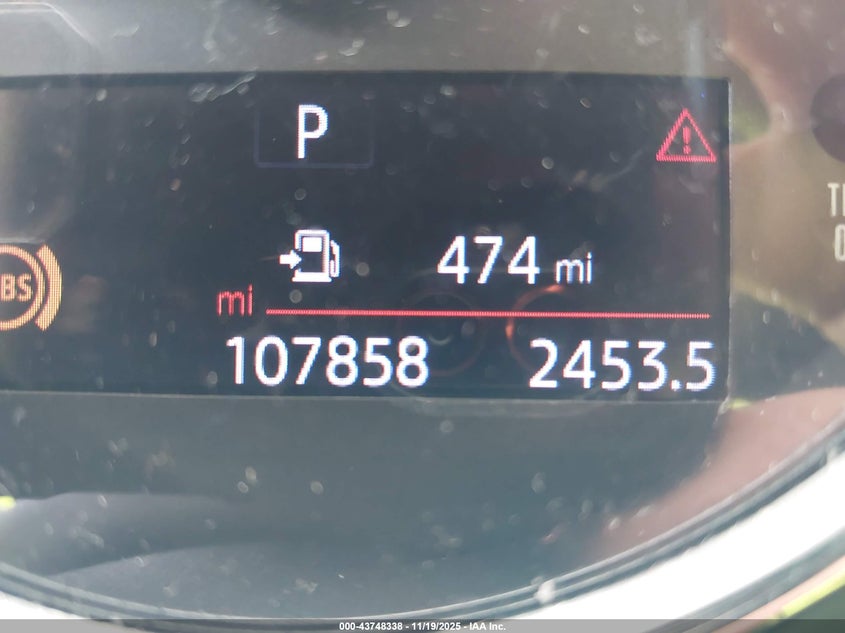 P
474 mi
mi
107858 2453.5
000-43748338 - 11/19/2025 - IAA Inc.